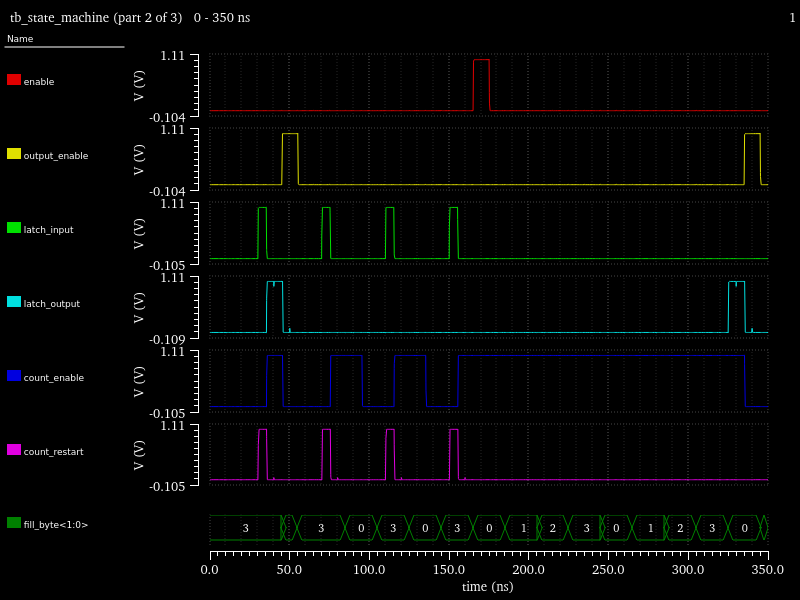 tb_state_machine (part 2 of 3)   0 - 350 ns 1
Name
enable
V (V)
1.11
-0.104
output_enable
V (V)
1.11
-0.104
latch_input
V (V)
1.11
-0.105
latch_output
V (V)
1.11
-0.109
count_enable
V (V)
1.11
-0.105
count_restart
V (V)
1.11
-0.105
fill_byte<1:0>
3 3 0 3 0 3 0 1 2 3 0 1 2 3 0
0.0 50.0 100.0 150.0 200.0 250.0 300.0 350.0
time (ns)